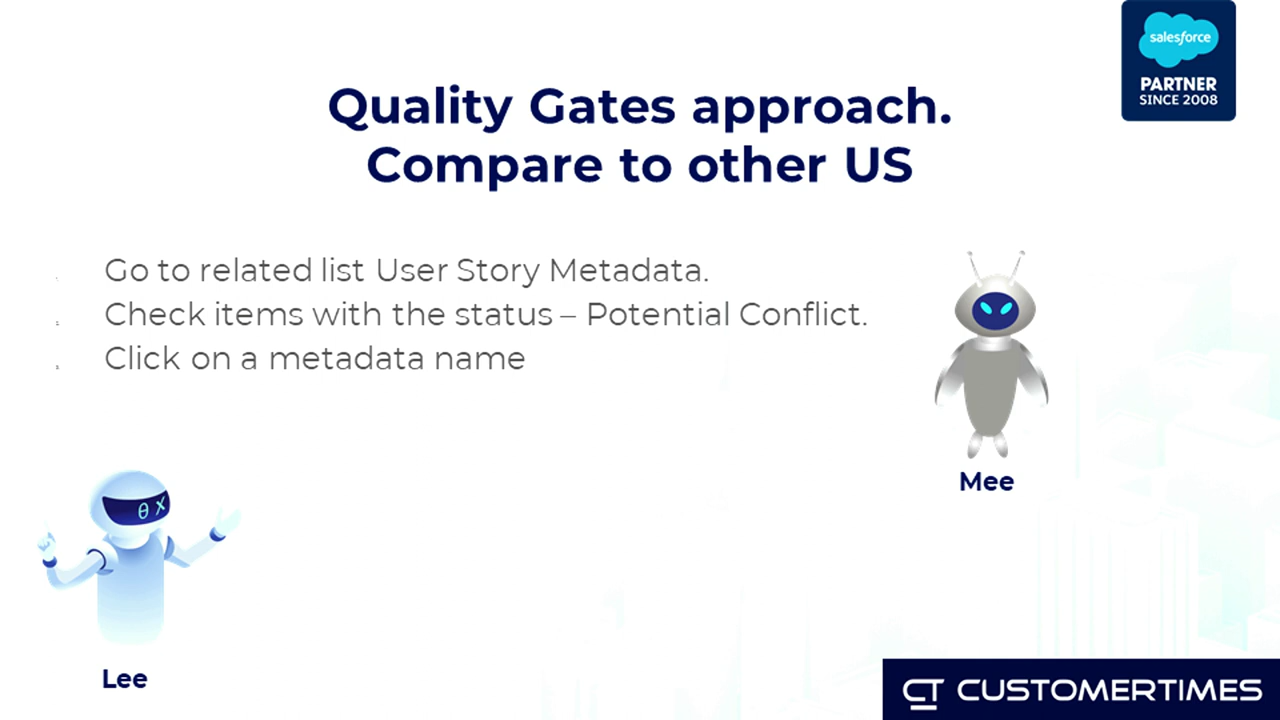 salesforce
PARTNER
SINCE 2008
Quality Gates approach.
Compare to other US
Go to related list User Story Metadata.
Check items with the status – Potential Conflict.
Click on a metadata name
Mee
θ x
Lee
CT CUSTOMERTIMES